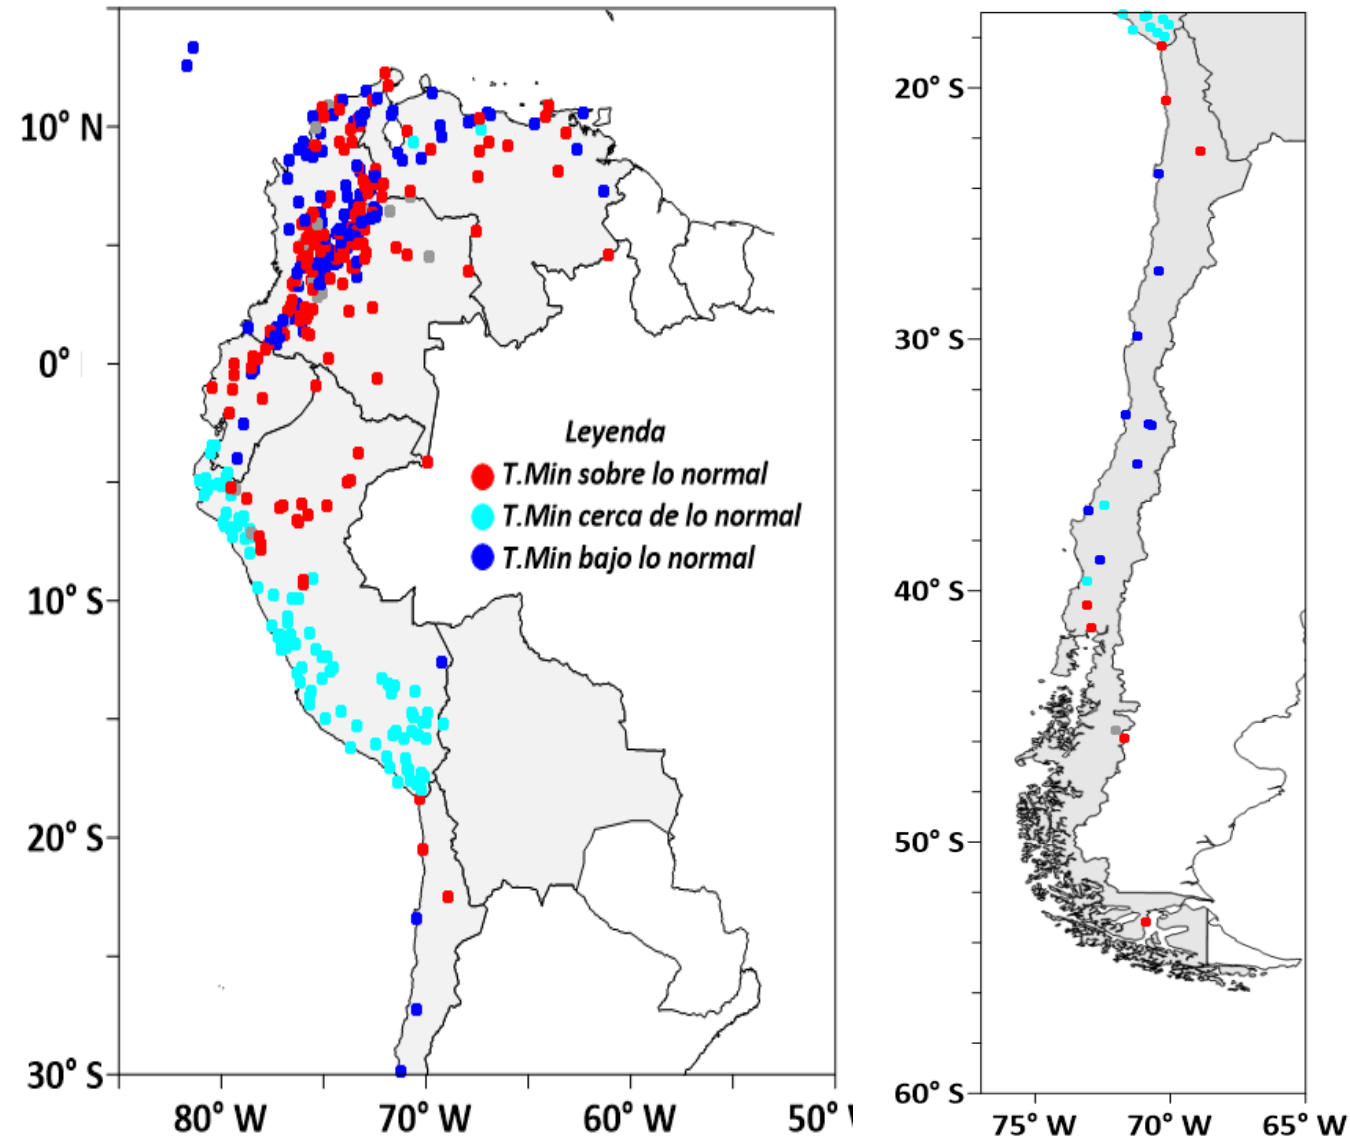 10° N
0°
10° S
20° S
30° S
80° W
70° W
60° W
50°
Leyenda
T.Min sobre lo normal
T.Min cerca de lo normal
T.Min bajo lo normal
20° S
30° S
40° S
50° S
60° S
75° W
70° W
65° W